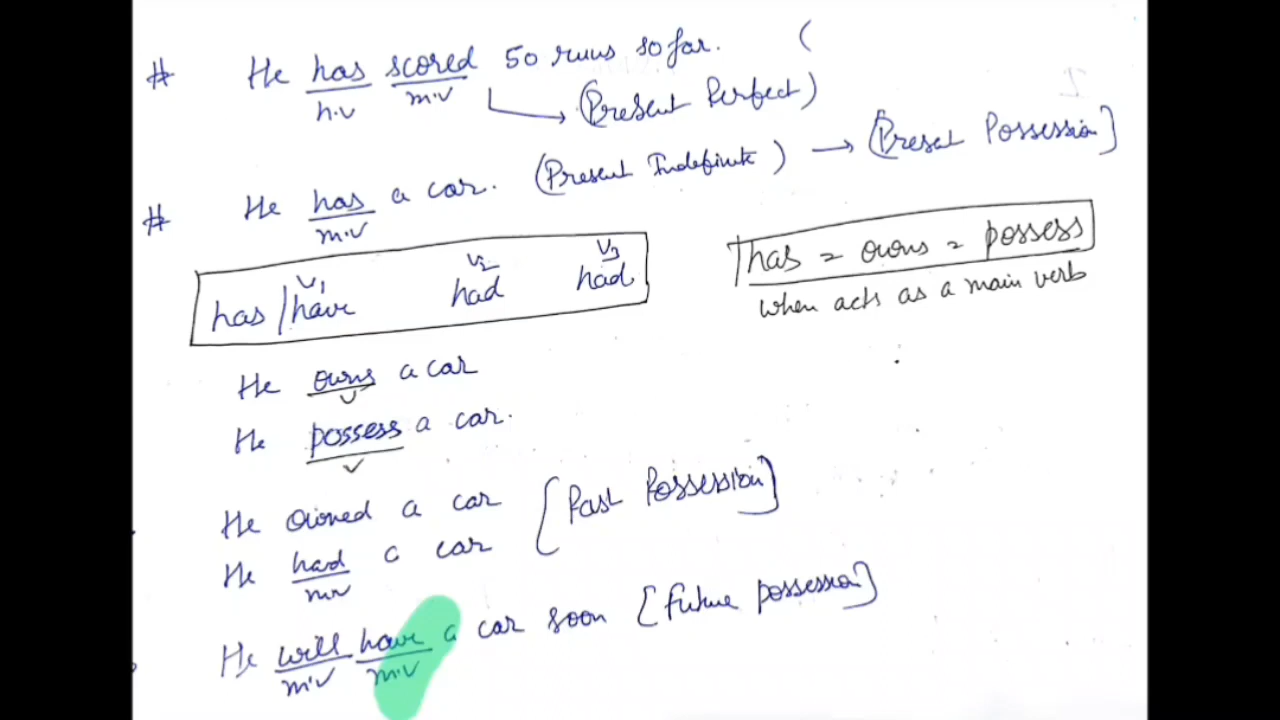 # He has scored 50 runs so far. (
h.v m.v
(Present Perfect)
# He has a car. (Present Indefinite) → (Present Possession]
m.v
V1 V2 V3
has / have had had
has = owns = possess
when acts as a main verb
He owns a car
He possess a car.
He owned a car [Past Possession]
He had a car
mv
He will have a car soon [future possession]
m.v m.v